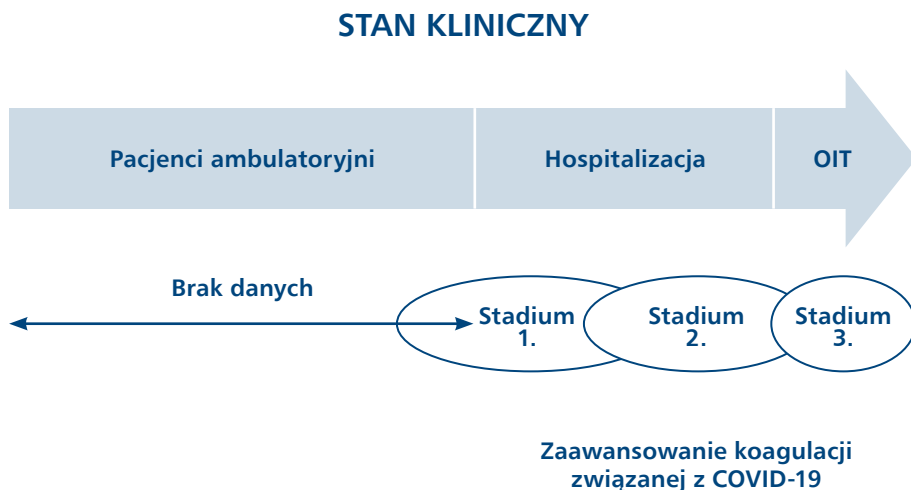 STAN KLINICZNY
Pacjenci ambulatoryjni
Hospitalizacja
OIT
Brak danych
Stadium
1.
Stadium
2.
Stadium
3.
Zaawansowanie koagulacji
związanej z COVID-19